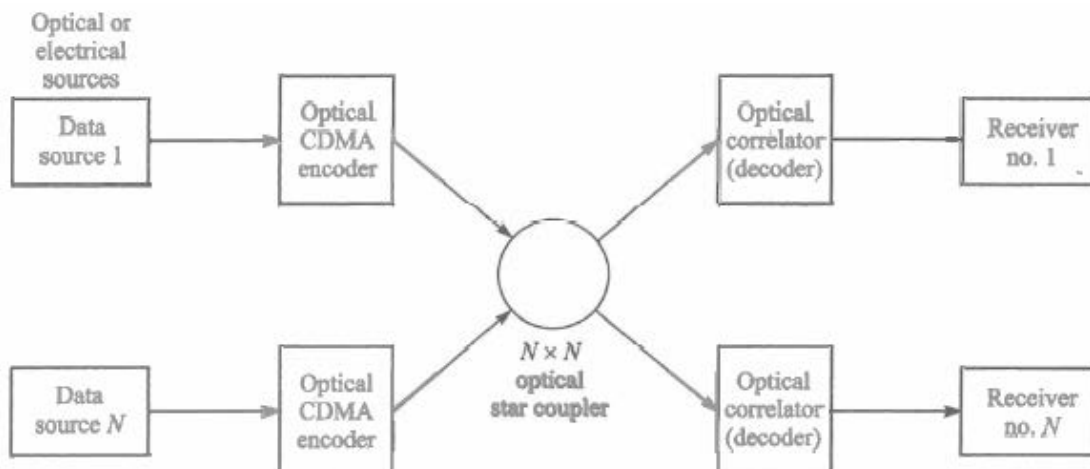 Optical or
electrical
sources
Data
source 1
Optical
CDMA
encoder
Optical
correlator
(decoder)
Receiver
no. 1
N × N
optical
star coupler
Data
source N
Optical
CDMA
encoder
Optical
correlator
(decoder)
Receiver
no. N